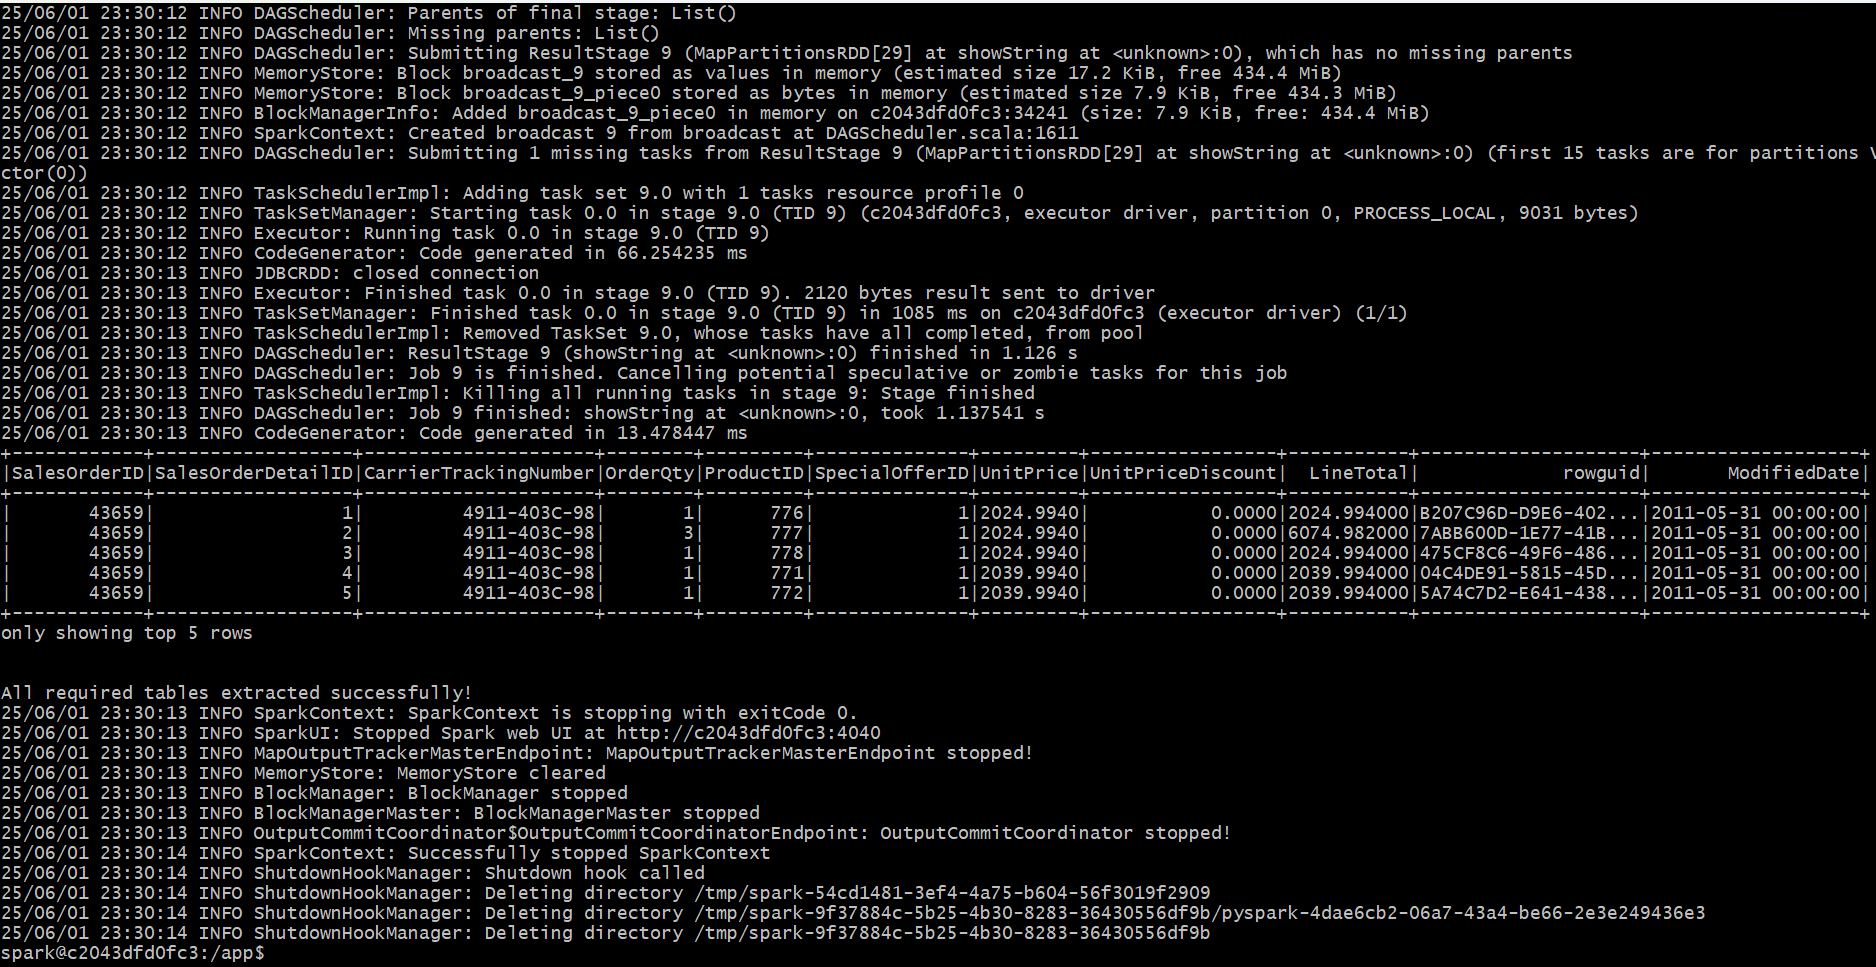 25/06/01 23:30:12 INFO DAGScheduler: Parents of final stage: List()
25/06/01 23:30:12 INFO DAGScheduler: Missing parents: List()
25/06/01 23:30:12 INFO DAGScheduler: Submitting ResultStage 9 (MapPartitionsRDD[29] at showString at <unknown>:0), which has no missing parents
25/06/01 23:30:12 INFO MemoryStore: Block broadcast_9 stored as values in memory (estimated size 17.2 KiB, free 434.4 MiB)
25/06/01 23:30:12 INFO MemoryStore: Block broadcast_9_piece0 stored as bytes in memory (estimated size 7.9 KiB, free 434.3 MiB)
25/06/01 23:30:12 INFO BlockManagerInfo: Added broadcast_9_piece0 in memory on c2043dfd0fc3:34241 (size: 7.9 KiB, free: 434.4 MiB)
25/06/01 23:30:12 INFO SparkContext: Created broadcast 9 from broadcast at DAGScheduler.scala:1611
25/06/01 23:30:12 INFO DAGScheduler: Submitting 1 missing tasks from ResultStage 9 (MapPartitionsRDD[29] at showString at <unknown>:0) (first 15 tasks are for partitions V
ctor(0))
25/06/01 23:30:12 INFO TaskSchedulerImpl: Adding task set 9.0 with 1 tasks resource profile 0
25/06/01 23:30:12 INFO TaskSetManager: Starting task 0.0 in stage 9.0 (TID 9) (c2043dfd0fc3, executor driver, partition 0, PROCESS_LOCAL, 9031 bytes)
25/06/01 23:30:12 INFO Executor: Running task 0.0 in stage 9.0 (TID 9)
25/06/01 23:30:12 INFO CodeGenerator: Code generated in 66.254235 ms
25/06/01 23:30:13 INFO JDBCRDD: closed connection
25/06/01 23:30:13 INFO Executor: Finished task 0.0 in stage 9.0 (TID 9). 2120 bytes result sent to driver
25/06/01 23:30:13 INFO TaskSetManager: Finished task 0.0 in stage 9.0 (TID 9) in 1085 ms on c2043dfd0fc3 (executor driver) (1/1)
25/06/01 23:30:13 INFO TaskSchedulerImpl: Removed TaskSet 9.0, whose tasks have all completed, from pool
25/06/01 23:30:13 INFO DAGScheduler: ResultStage 9 (showString at <unknown>:0) finished in 1.126 s
25/06/01 23:30:13 INFO DAGScheduler: Job 9 is finished. Cancelling potential speculative or zombie tasks for this job
25/06/01 23:30:13 INFO TaskSchedulerImpl: Killing all running tasks in stage 9: Stage finished
25/06/01 23:30:13 INFO DAGScheduler: Job 9 finished: showString at <unknown>:0, took 1.137541 s
25/06/01 23:30:13 INFO CodeGenerator: Code generated in 13.478447 ms
+------------+------------------+---------------------+--------+---------+--------------+---------+-----------------+-----------+--------------------+-------------------+
|SalesOrderID|SalesOrderDetailID|CarrierTrackingNumber|OrderQty|ProductID|SpecialOfferID|UnitPrice|UnitPriceDiscount|  LineTotal|             rowguid|       ModifiedDate|
+------------+------------------+---------------------+--------+---------+--------------+---------+-----------------+-----------+--------------------+-------------------+
|       43659|                 1|         4911-403C-98|       1|      776|             1|2024.9940|           0.0000|2024.994000|B207C96D-D9E6-402...|2011-05-31 00:00:00|
|       43659|                 2|         4911-403C-98|       3|      777|             1|2024.9940|           0.0000|6074.982000|7ABB600D-1E77-41B...|2011-05-31 00:00:00|
|       43659|                 3|         4911-403C-98|       1|      778|             1|2024.9940|           0.0000|2024.994000|475CF8C6-49F6-486...|2011-05-31 00:00:00|
|       43659|                 4|         4911-403C-98|       1|      771|             1|2039.9940|           0.0000|2039.994000|04C4DE91-5815-45D...|2011-05-31 00:00:00|
|       43659|                 5|         4911-403C-98|       1|      772|             1|2039.9940|           0.0000|2039.994000|5A74C7D2-E641-438...|2011-05-31 00:00:00|
+------------+------------------+---------------------+--------+---------+--------------+---------+-----------------+-----------+--------------------+-------------------+
only showing top 5 rows
All required tables extracted successfully!
25/06/01 23:30:13 INFO SparkContext: SparkContext is stopping with exitCode 0.
25/06/01 23:30:13 INFO SparkUI: Stopped Spark web UI at http://c2043dfd0fc3:4040
25/06/01 23:30:13 INFO MapOutputTrackerMasterEndpoint: MapOutputTrackerMasterEndpoint stopped!
25/06/01 23:30:13 INFO MemoryStore: MemoryStore cleared
25/06/01 23:30:13 INFO BlockManager: BlockManager stopped
25/06/01 23:30:13 INFO BlockManagerMaster: BlockManagerMaster stopped
25/06/01 23:30:13 INFO OutputCommitCoordinator$OutputCommitCoordinatorEndpoint: OutputCommitCoordinator stopped!
25/06/01 23:30:14 INFO SparkContext: Successfully stopped SparkContext
25/06/01 23:30:14 INFO ShutdownHookManager: Shutdown hook called
25/06/01 23:30:14 INFO ShutdownHookManager: Deleting directory /tmp/spark-54cd1481-3ef4-4a75-b604-56f3019f2909
25/06/01 23:30:14 INFO ShutdownHookManager: Deleting directory /tmp/spark-9f37884c-5b25-4b30-8283-36430556df9b/pyspark-4dae6cb2-06a7-43a4-be66-2e3e249436e3
25/06/01 23:30:14 INFO ShutdownHookManager: Deleting directory /tmp/spark-9f37884c-5b25-4b30-8283-36430556df9b
spark@c2043dfd0fc3:/app$